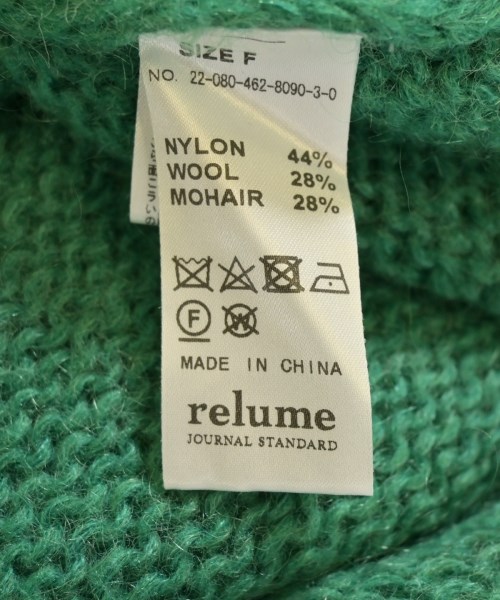 SIZE F
NO. 22-080-462-8090-3-0
NYLON 44%
WOOL 28%
MOHAIR 28%
F W
MADE IN CHINA
relume
JOURNAL STANDARD